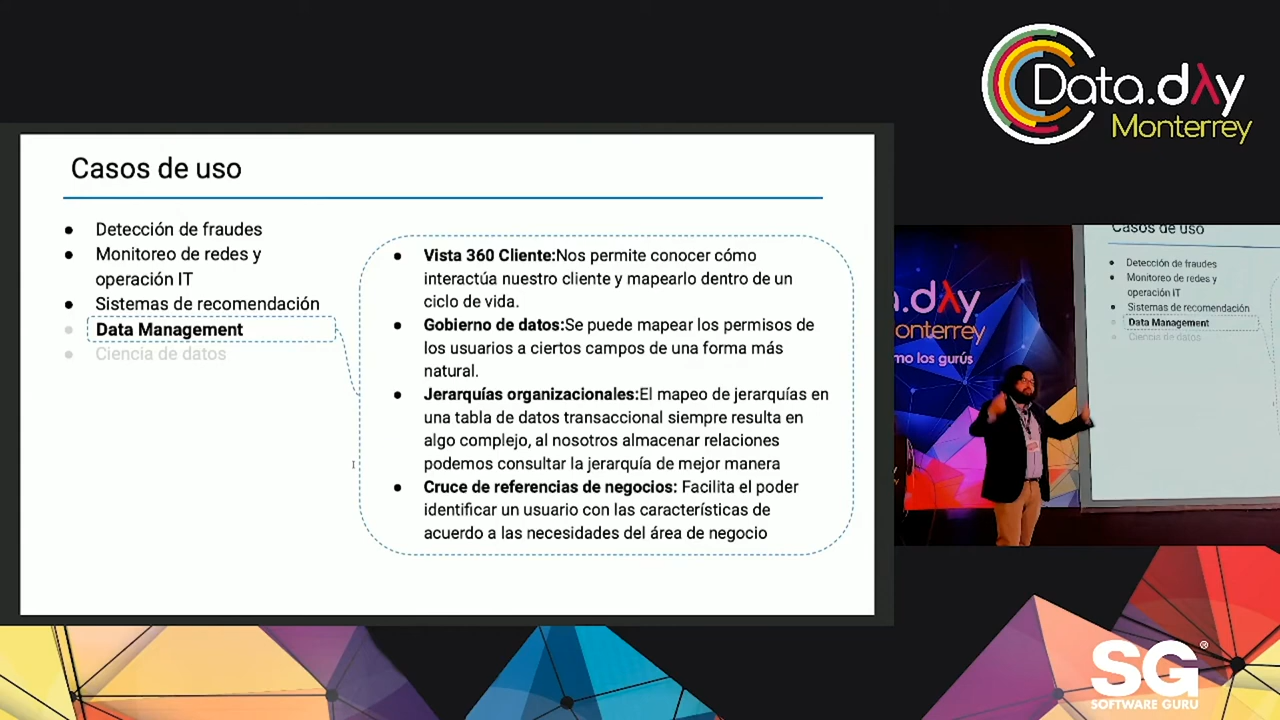 Data.dλy
Monterrey
Casos de uso
● Detección de fraudes
● Monitoreo de redes y
operación IT
● Sistemas de recomendación
● Data Management
● Ciencia de datos
● Vista 360 Cliente:Nos permite conocer cómo
interactúa nuestro cliente y mapearlo dentro de un
ciclo de vida.
● Gobierno de datos:Se puede mapear los permisos de
los usuarios a ciertos campos de una forma más
natural.
● Jerarquías organizacionales:El mapeo de jerarquías en
una tabla de datos transaccional siempre resulta en
algo complejo, al nosotros almacenar relaciones
podemos consultar la jerarquía de mejor manera
● Cruce de referencias de negocios: Facilita el poder
identificar un usuario con las características de
acuerdo a las necesidades del área de negocio
a.dλy
onterrey
mo los gurús
Casos de uso
● Detección de fraudes
● Monitoreo de redes y
operación IT
● Sistemas de recomendación
● Data Management
● Ciencia de datos
SG®
SOFTWARE GURU